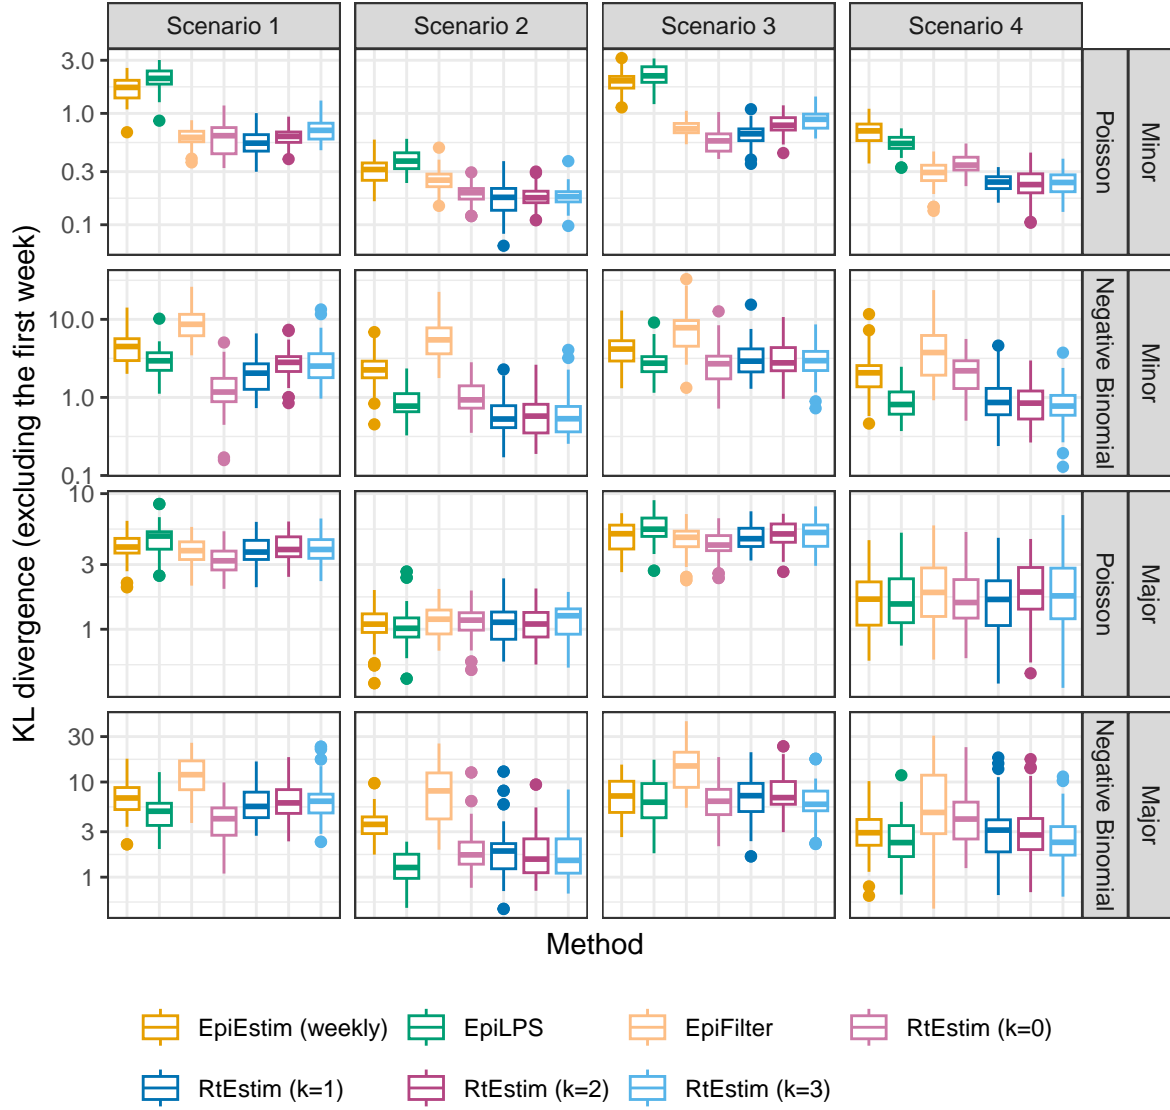 Scenario 1 Scenario 2 Scenario 3 Scenario 4
KL divergence (excluding the first week)
3.0
1.0
0.3
0.1
Poisson
Minor
10.0
1.0
0.1
Negative Binomial
Minor
10
3
1
Poisson
Major
30
10
3
1
Negative Binomial
Major
Method
EpiEstim (weekly) EpiLPS EpiFilter RtEstim (k=0)
RtEstim (k=1) RtEstim (k=2) RtEstim (k=3)